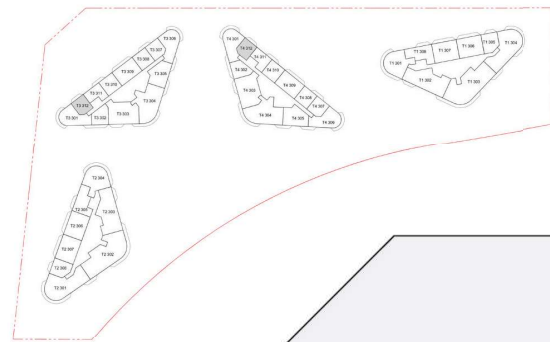 T3 306
T3 307
T3 308
T3 309
T3 310
T3 311
T3 312
T3 301
T3 302
T3 303
T3 304
T3 305
T4 301
T4 312
T4 311
T4 310
T4 309
T4 308
T4 307
T4 306
T4 305
T4 304
T4 303
T4 302
T1 304
T1 305
T1 306
T1 307
T1 308
T1 301
T1 302
T1 303
T2 304
T2 305
T2 306
T2 307
T2 308
T2 301
T2 302
T2 303